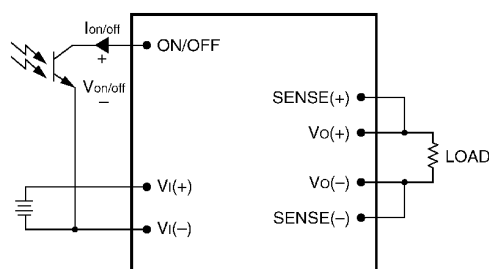 Ion/off
+
ON/OFF
Von/off
–
SENSE(+)
VO(+)
LOAD
VI(+)
VO(–)
VI(–)
SENSE(–)